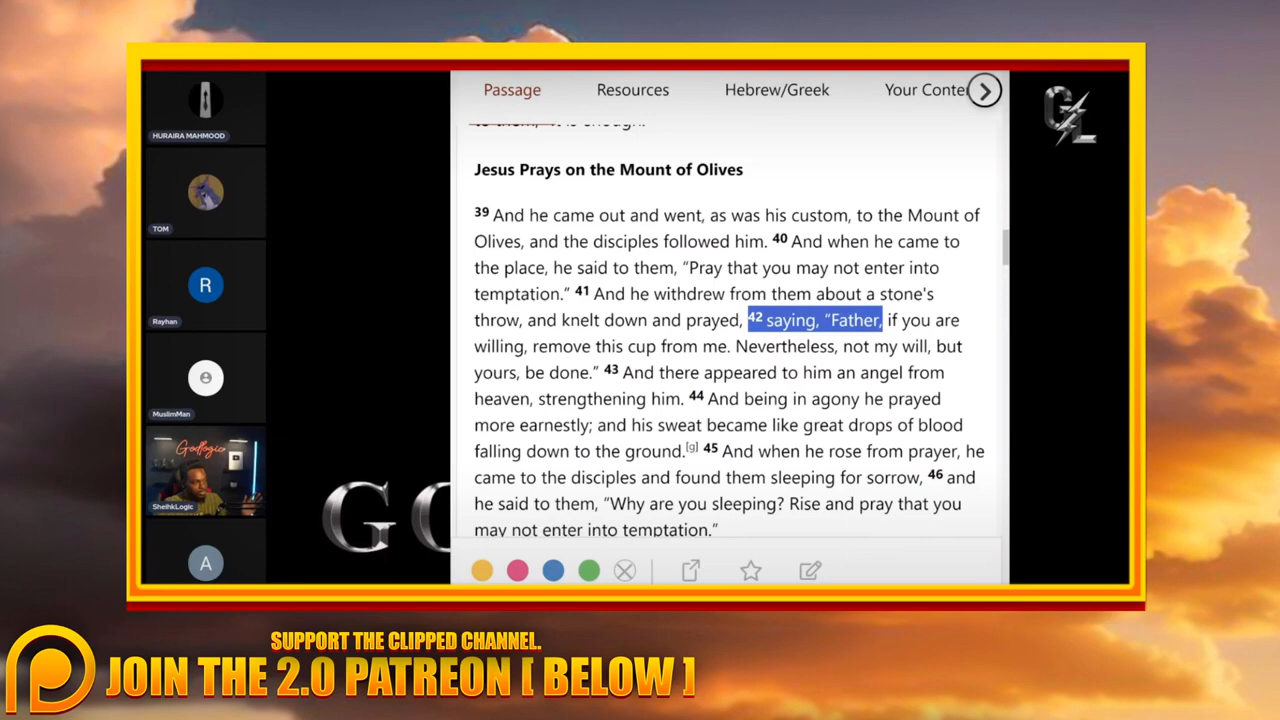 HURAIRA MAHMOOD
TOM
R
Rayhan
MuslimMan
Godlogic
SheihkLogic
A
GO
Passage
Resources
Hebrew/Greek
Your Conte
GL
Jesus Prays on the Mount of Olives
39 And he came out and went, as was his custom, to the Mount of
Olives, and the disciples followed him. 40 And when he came to
the place, he said to them, “Pray that you may not enter into
temptation.” 41 And he withdrew from them about a stone's
throw, and knelt down and prayed, 42 saying, “Father, if you are
willing, remove this cup from me. Nevertheless, not my will, but
yours, be done.” 43 And there appeared to him an angel from
heaven, strengthening him. 44 And being in agony he prayed
more earnestly; and his sweat became like great drops of blood
falling down to the ground.[g] 45 And when he rose from prayer, he
came to the disciples and found them sleeping for sorrow, 46 and
he said to them, “Why are you sleeping? Rise and pray that you
may not enter into temptation.”
SUPPORT THE CLIPPED CHANNEL.
JOIN THE 2.0 PATREON [ BELOW ]